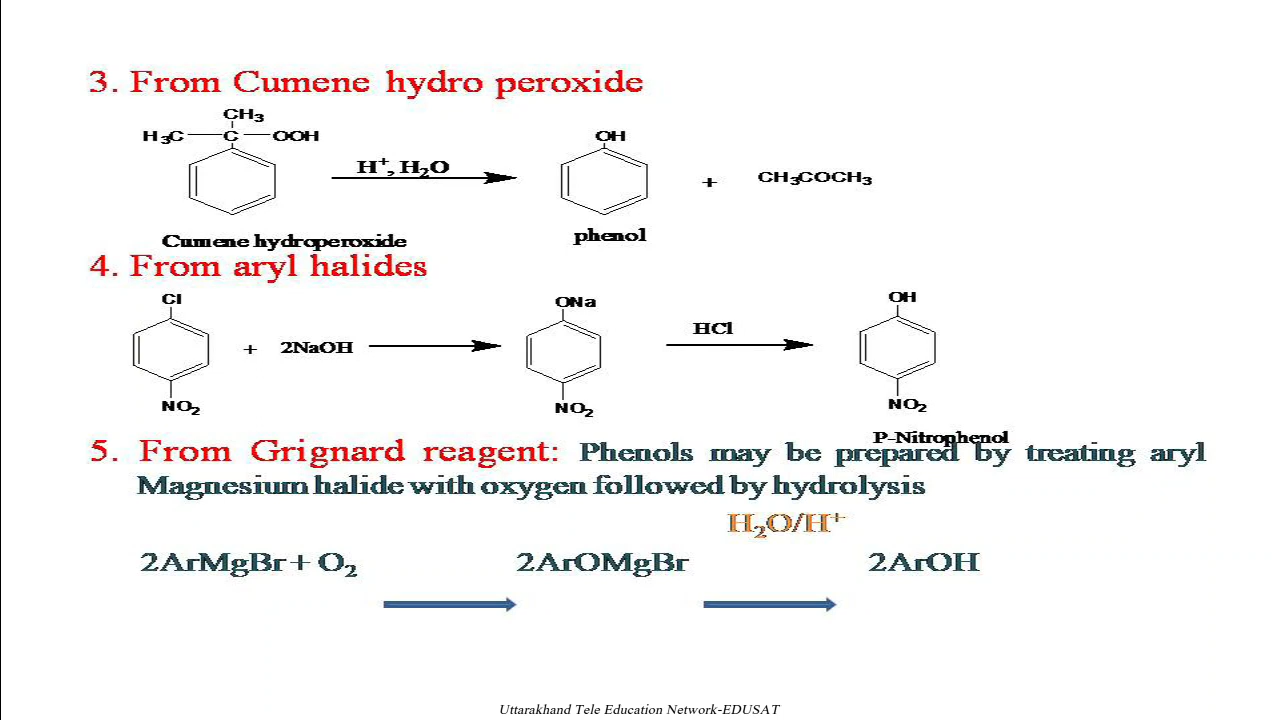 3. From Cumene hydro peroxide
CH3
H3C C OOH
OH
H+, H2O
+ CH3COCH3
Cumene hydroperoxide
phenol
4. From aryl halides
Cl
ONa
OH
+ 2NaOH
HCl
NO2
NO2
NO2
P-Nitrophenol
5. From Grignard reagent: Phenols may be prepared by treating aryl
Magnesium halide with oxygen followed by hydrolysis
H2O/H+
2ArMgBr + O2 2ArOMgBr 2ArOH
Uttarakhand Tele Education Network-EDUSAT